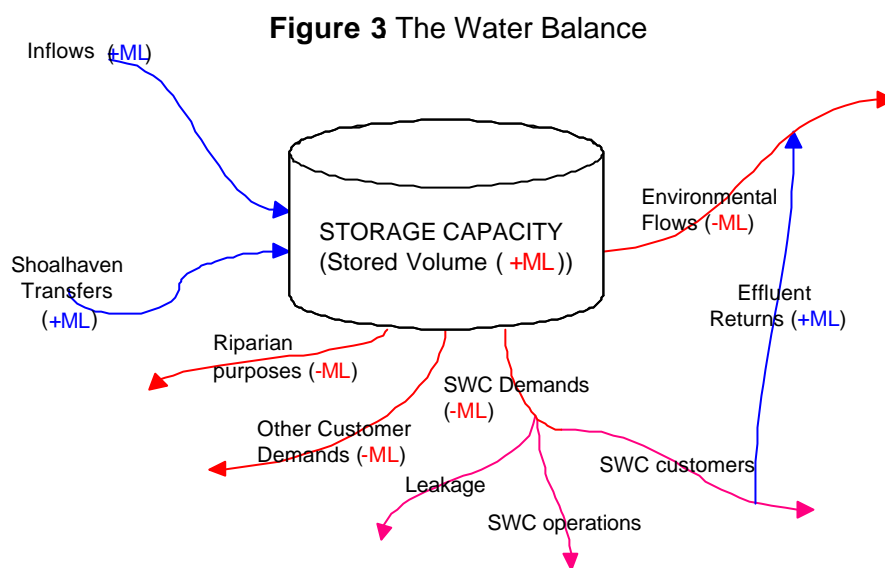 Figure 3 The Water Balance
Inflows (+ML)
Environmental
Flows (-ML)
STORAGE CAPACITY
(Stored Volume ( +ML))
Shoalhaven
Transfers
(+ML)
Effluent
Returns (+ML)
Riparian
purposes (-ML)
SWC Demands
(-ML)
Other Customer
Demands (-ML)
SWC customers
Leakage
SWC operations